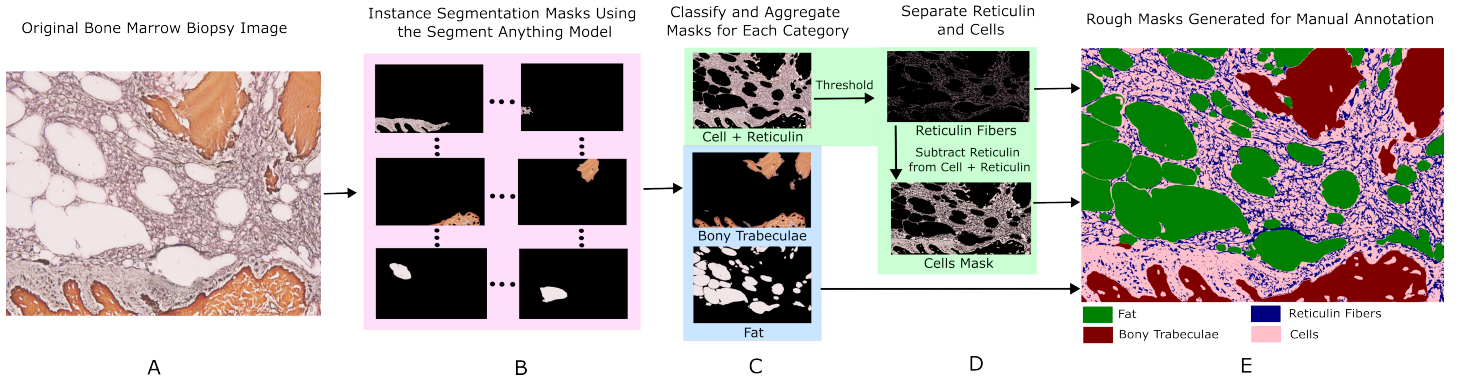 Original Bone Marrow Biopsy Image
Instance Segmentation Masks Using
the Segment Anything Model
Classify and Aggregate
Masks for Each Category
Separate Reticulin
and Cells
Rough Masks Generated for Manual Annotation
Cell + Reticulin
Threshold
Reticulin Fibers
Subtract Reticulin
from Cell + Reticulin
Bony Trabeculae
Cells Mask
Fat
Fat
Reticulin Fibers
Bony Trabeculae
Cells
A
B
C
D
E